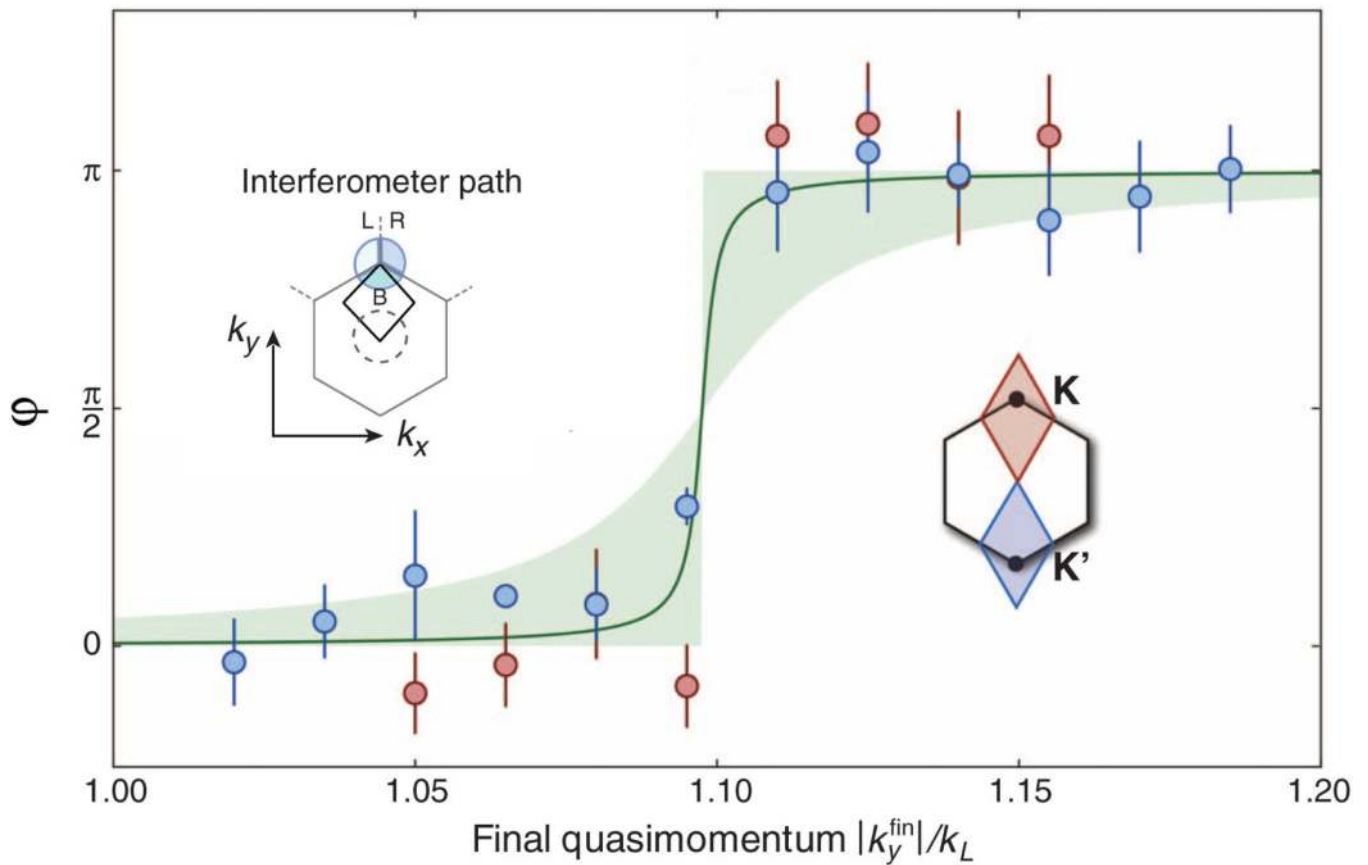 π
Interferometer path
L R
B
k_y
k_x
φ
π/2
K
K'
0
1.00 1.05 1.10 1.15 1.20
Final quasimomentum |k_y^fin|/k_L